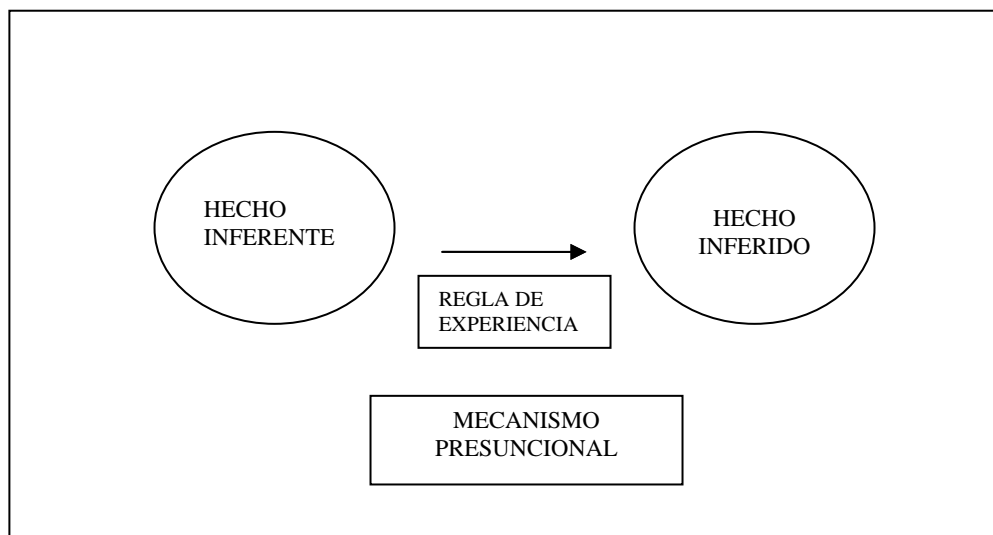 HECHO
INFERENTE
HECHO
INFERIDO
REGLA DE
EXPERIENCIA
MECANISMO
PRESUNCIONAL